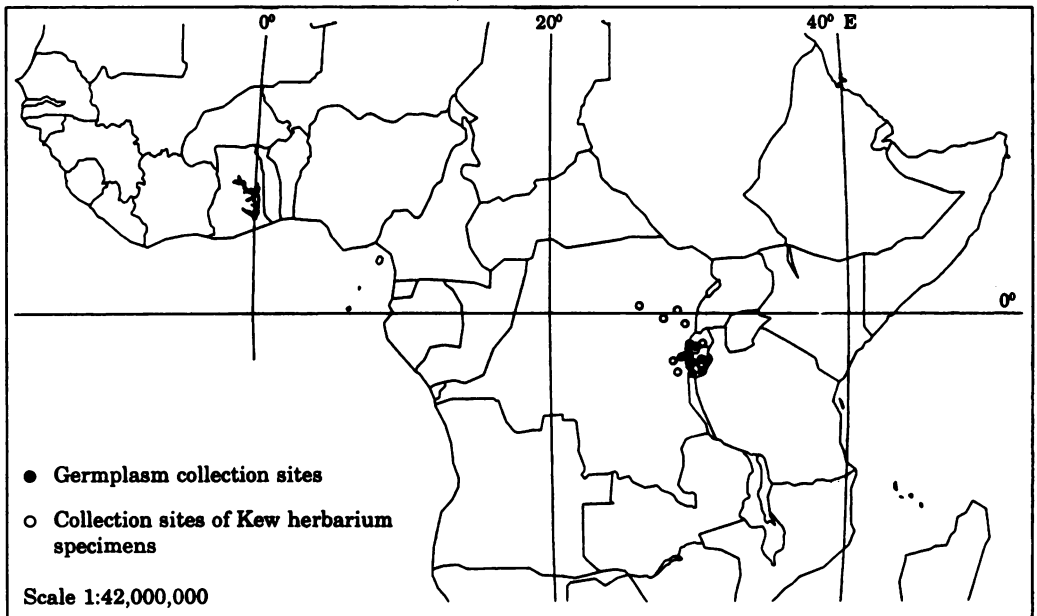 0° 20° 40° E
0°
● Germplasm collection sites
○ Collection sites of Kew herbarium
specimens
Scale 1:42,000,000